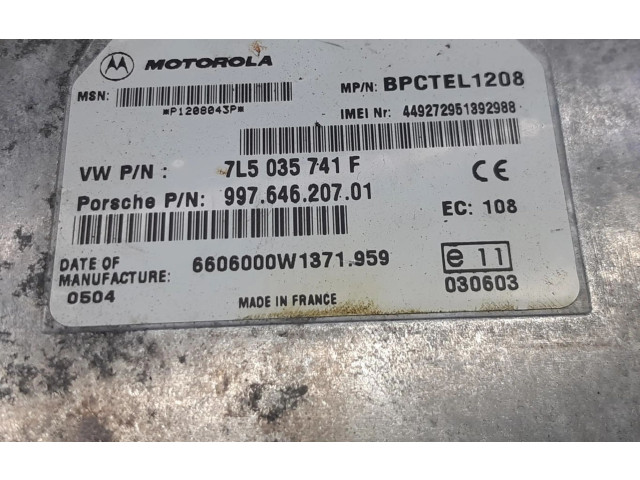 MOTOROLA
MP/N: BPCTEL1208
MSN:
*P1208043P*
IMEI Nr: 449272951392988
VW P/N : 7L5 035 741 F
CE
Porsche P/N: 997.646.207.01
EC: 108
DATE OF
MANUFACTURE: 6606000W1371.959
0504
e 11
030603
MADE IN FRANCE